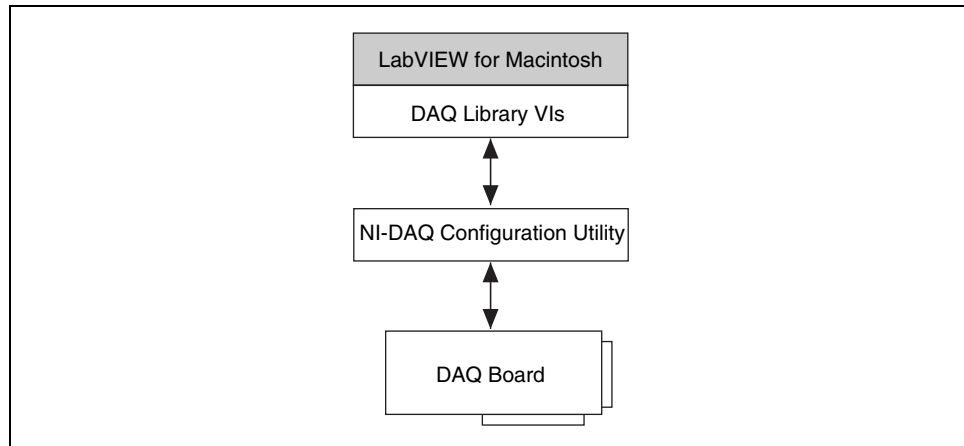 LabVIEW for Macintosh
DAQ Library VIs
NI-DAQ Configuration Utility
DAQ Board